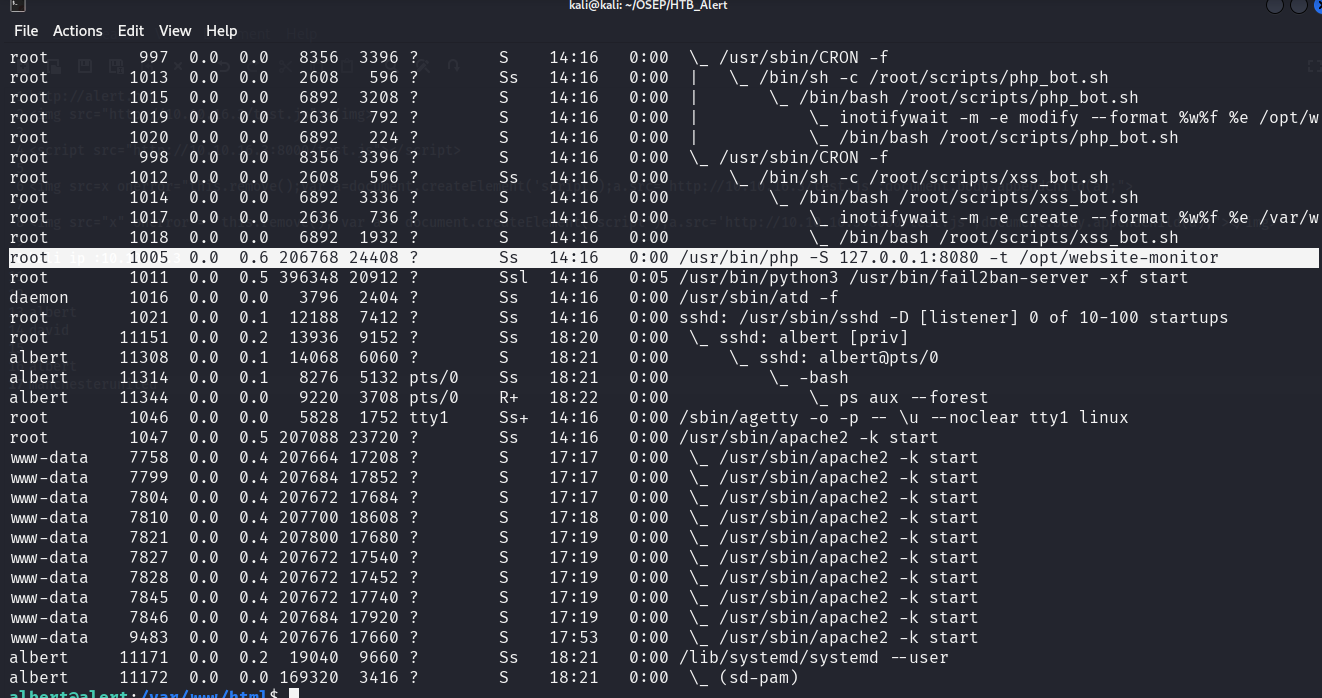 kali@kali: ~/OSEP/HTB_Alert
File Actions Edit View Help
root 997 0.0 0.0 8356 3396 ? S 14:16 0:00 \_ /usr/sbin/CRON -f
root 1013 0.0 0.0 2608 596 ? Ss 14:16 0:00 | \_ /bin/sh -c /root/scripts/php_bot.sh
root 1015 0.0 0.0 6892 3208 ? S 14:16 0:00 | \_ /bin/bash /root/scripts/php_bot.sh
root 1019 0.0 0.0 2636 792 ? S 14:16 0:00 | \_ inotifywait -m -e modify --format %w%f %e /opt/w
root 1020 0.0 0.0 6892 224 ? S 14:16 0:00 | \_ /bin/bash /root/scripts/php_bot.sh
root 998 0.0 0.0 8356 3396 ? S 14:16 0:00 \_ /usr/sbin/CRON -f
root 1012 0.0 0.0 2608 596 ? Ss 14:16 0:00 \_ /bin/sh -c /root/scripts/xss_bot.sh
root 1014 0.0 0.0 6892 3336 ? S 14:16 0:00 \_ /bin/bash /root/scripts/xss_bot.sh
root 1017 0.0 0.0 2636 736 ? S 14:16 0:00 \_ inotifywait -m -e create --format %w%f %e /var/w
root 1018 0.0 0.0 6892 1932 ? S 14:16 0:00 \_ /bin/bash /root/scripts/xss_bot.sh
root 1005 0.0 0.6 206768 24408 ? Ss 14:16 0:00 /usr/bin/php -S 127.0.0.1:8080 -t /opt/website-monitor
root 1011 0.0 0.5 396348 20912 ? Ssl 14:16 0:05 /usr/bin/python3 /usr/bin/fail2ban-server -xf start
daemon 1016 0.0 0.0 3796 2404 ? Ss 14:16 0:00 /usr/sbin/atd -f
root 1021 0.0 0.1 12188 7412 ? Ss 14:16 0:00 sshd: /usr/sbin/sshd -D [listener] 0 of 10-100 startups
root 11151 0.0 0.2 13936 9152 ? Ss 18:20 0:00 \_ sshd: albert [priv]
albert 11308 0.0 0.1 14068 6060 ? S 18:21 0:00 \_ sshd: albert@pts/0
albert 11314 0.0 0.1 8276 5132 pts/0 Ss 18:21 0:00 \_ -bash
albert 11344 0.0 0.0 9220 3708 pts/0 R+ 18:22 0:00 \_ ps aux --forest
root 1046 0.0 0.0 5828 1752 tty1 Ss+ 14:16 0:00 /sbin/agetty -o -p -- \u --noclear tty1 linux
root 1047 0.0 0.5 207088 23720 ? Ss 14:16 0:00 /usr/sbin/apache2 -k start
www-data 7758 0.0 0.4 207664 17208 ? S 17:17 0:00 \_ /usr/sbin/apache2 -k start
www-data 7799 0.0 0.4 207684 17852 ? S 17:17 0:00 \_ /usr/sbin/apache2 -k start
www-data 7804 0.0 0.4 207672 17684 ? S 17:17 0:00 \_ /usr/sbin/apache2 -k start
www-data 7810 0.0 0.4 207700 18608 ? S 17:18 0:00 \_ /usr/sbin/apache2 -k start
www-data 7821 0.0 0.4 207800 17680 ? S 17:19 0:00 \_ /usr/sbin/apache2 -k start
www-data 7827 0.0 0.4 207672 17540 ? S 17:19 0:00 \_ /usr/sbin/apache2 -k start
www-data 7828 0.0 0.4 207672 17452 ? S 17:19 0:00 \_ /usr/sbin/apache2 -k start
www-data 7845 0.0 0.4 207672 17740 ? S 17:19 0:00 \_ /usr/sbin/apache2 -k start
www-data 7846 0.0 0.4 207684 17920 ? S 17:19 0:00 \_ /usr/sbin/apache2 -k start
www-data 9483 0.0 0.4 207676 17660 ? S 17:53 0:00 \_ /usr/sbin/apache2 -k start
albert 11171 0.0 0.2 19040 9660 ? Ss 18:21 0:00 /lib/systemd/systemd --user
albert 11172 0.0 0.0 169320 3416 ? S 18:21 0:00 \_ (sd-pam)
albert@alert:/var/www/html$